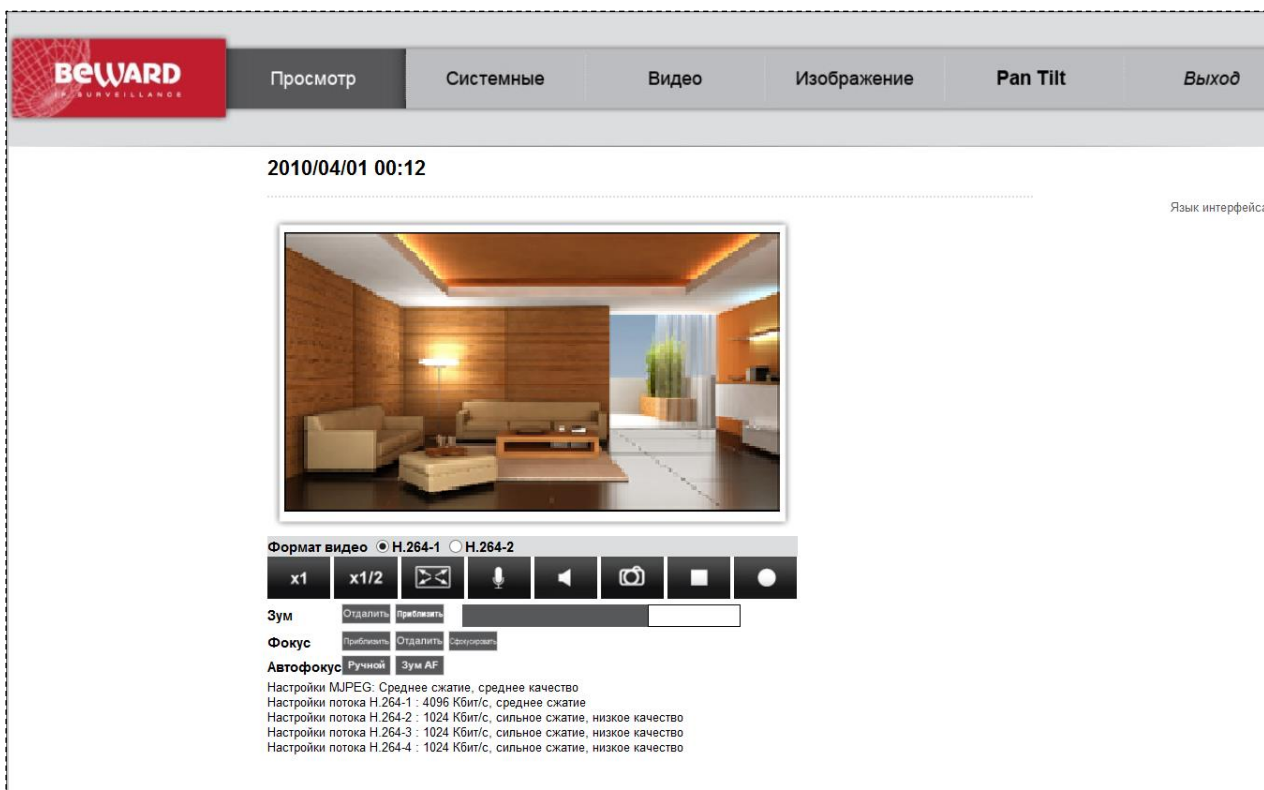 BEWARD
IP SURVEILLANCE
Просмотр
Системные
Видео
Изображение
Pan Tilt
Выход
2010/04/01 00:12
Язык интерфейса
Формат видео H.264-1 H.264-2
x1 x1/2
Зум Отдалить Приблизить
Фокус Приблизить Отдалить Сфокусировать
Автофокус Ручной Зум AF
Настройки MJPEG: Среднее сжатие, среднее качество
Настройки потока H.264-1 : 4096 Кбит/с, среднее сжатие
Настройки потока H.264-2 : 1024 Кбит/с, сильное сжатие, низкое качество
Настройки потока H.264-3 : 1024 Кбит/с, сильное сжатие, низкое качество
Настройки потока H.264-4 : 1024 Кбит/с, сильное сжатие, низкое качество